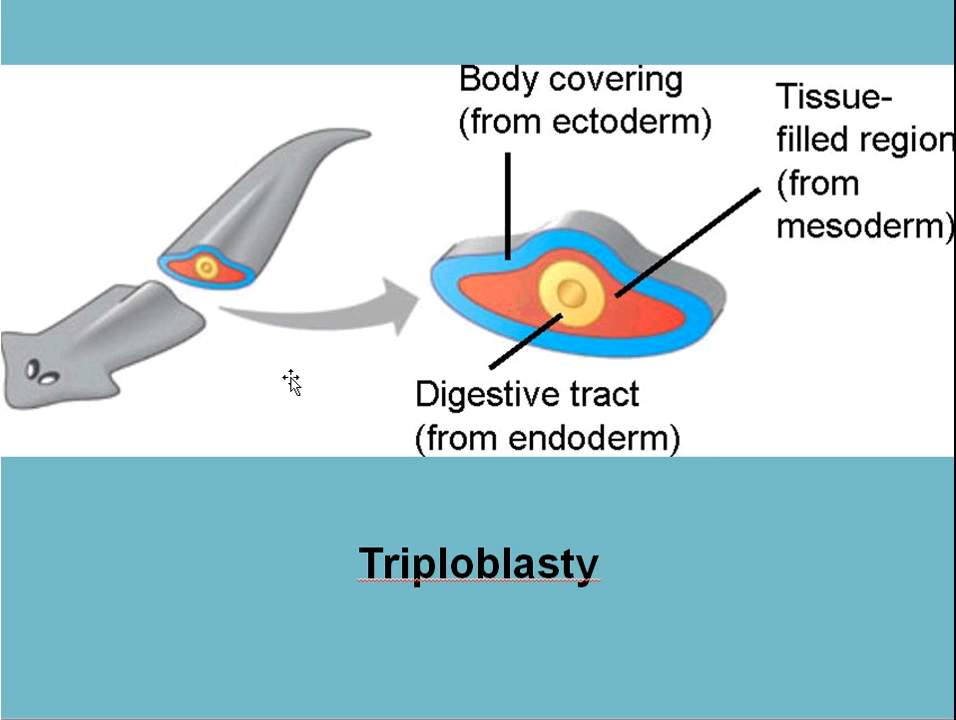 Body covering
(from ectoderm)
Tissue-
filled region
(from
mesoderm)
Digestive tract
(from endoderm)
Triploblasty